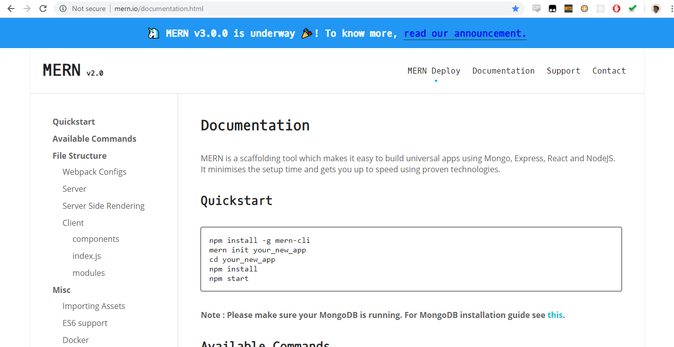 Not secure | mern.io/documentation.html
MERN v3.0.0 is underway ! To know more, read our announcement.
MERN v2.0
MERN Deploy Documentation Support Contact
Quickstart
Available Commands
File Structure
Webpack Configs
Server
Server Side Rendering
Client
components
index.js
modules
Misc
Importing Assets
ES6 support
Docker
Documentation
MERN is a scaffolding tool which makes it easy to build universal apps using Mongo, Express, React and NodeJS.
It minimises the setup time and gets you up to speed using proven technologies.
Quickstart
npm install -g mern-cli
mern init your_new_app
cd your_new_app
npm install
npm start
Note : Please make sure your MongoDB is running. For MongoDB installation guide see this.
Available Commands